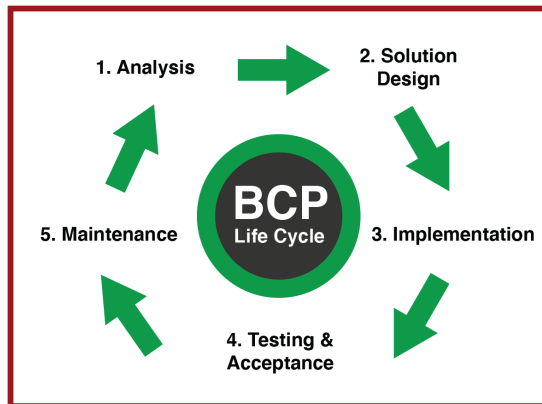 1. Analysis
2. Solution
Design
BCP
Life Cycle
5. Maintenance
3. Implementation
4. Testing &
Acceptance